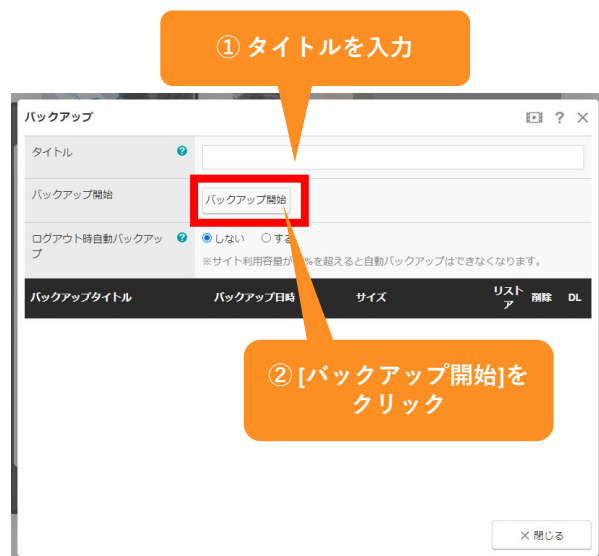 ① タイトルを入力
バックアップ
? ×
タイトル ?
バックアップ開始
バックアップ開始
ログアウト時自動バックアッ ?
プ
しない す
※サイト利用容量が %を超えると自動バックアップはできなくなります。
バックアップタイトル バックアップ日時 サイズ リスト
ア 削除 DL
② [バックアップ開始]を
クリック
× 閉じる